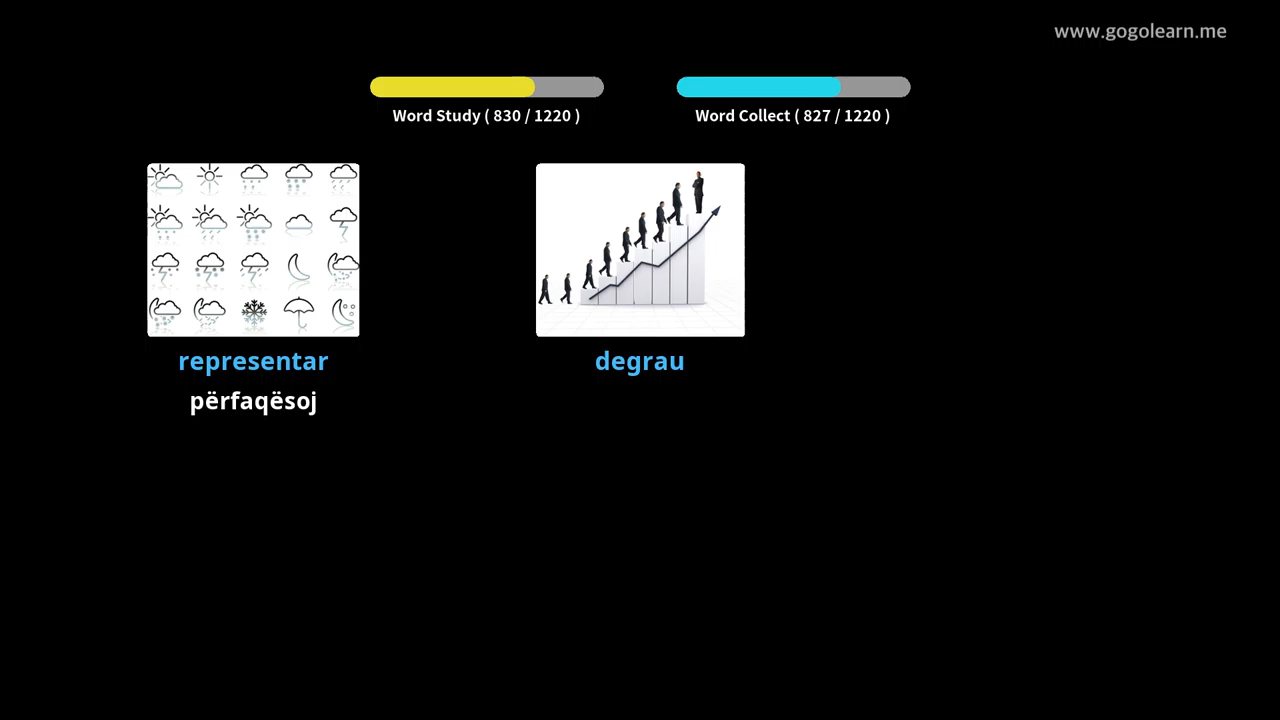 www.gogolearn.me
Word Study ( 830 / 1220 )
Word Collect ( 827 / 1220 )
representar
degrau
përfaqësoj